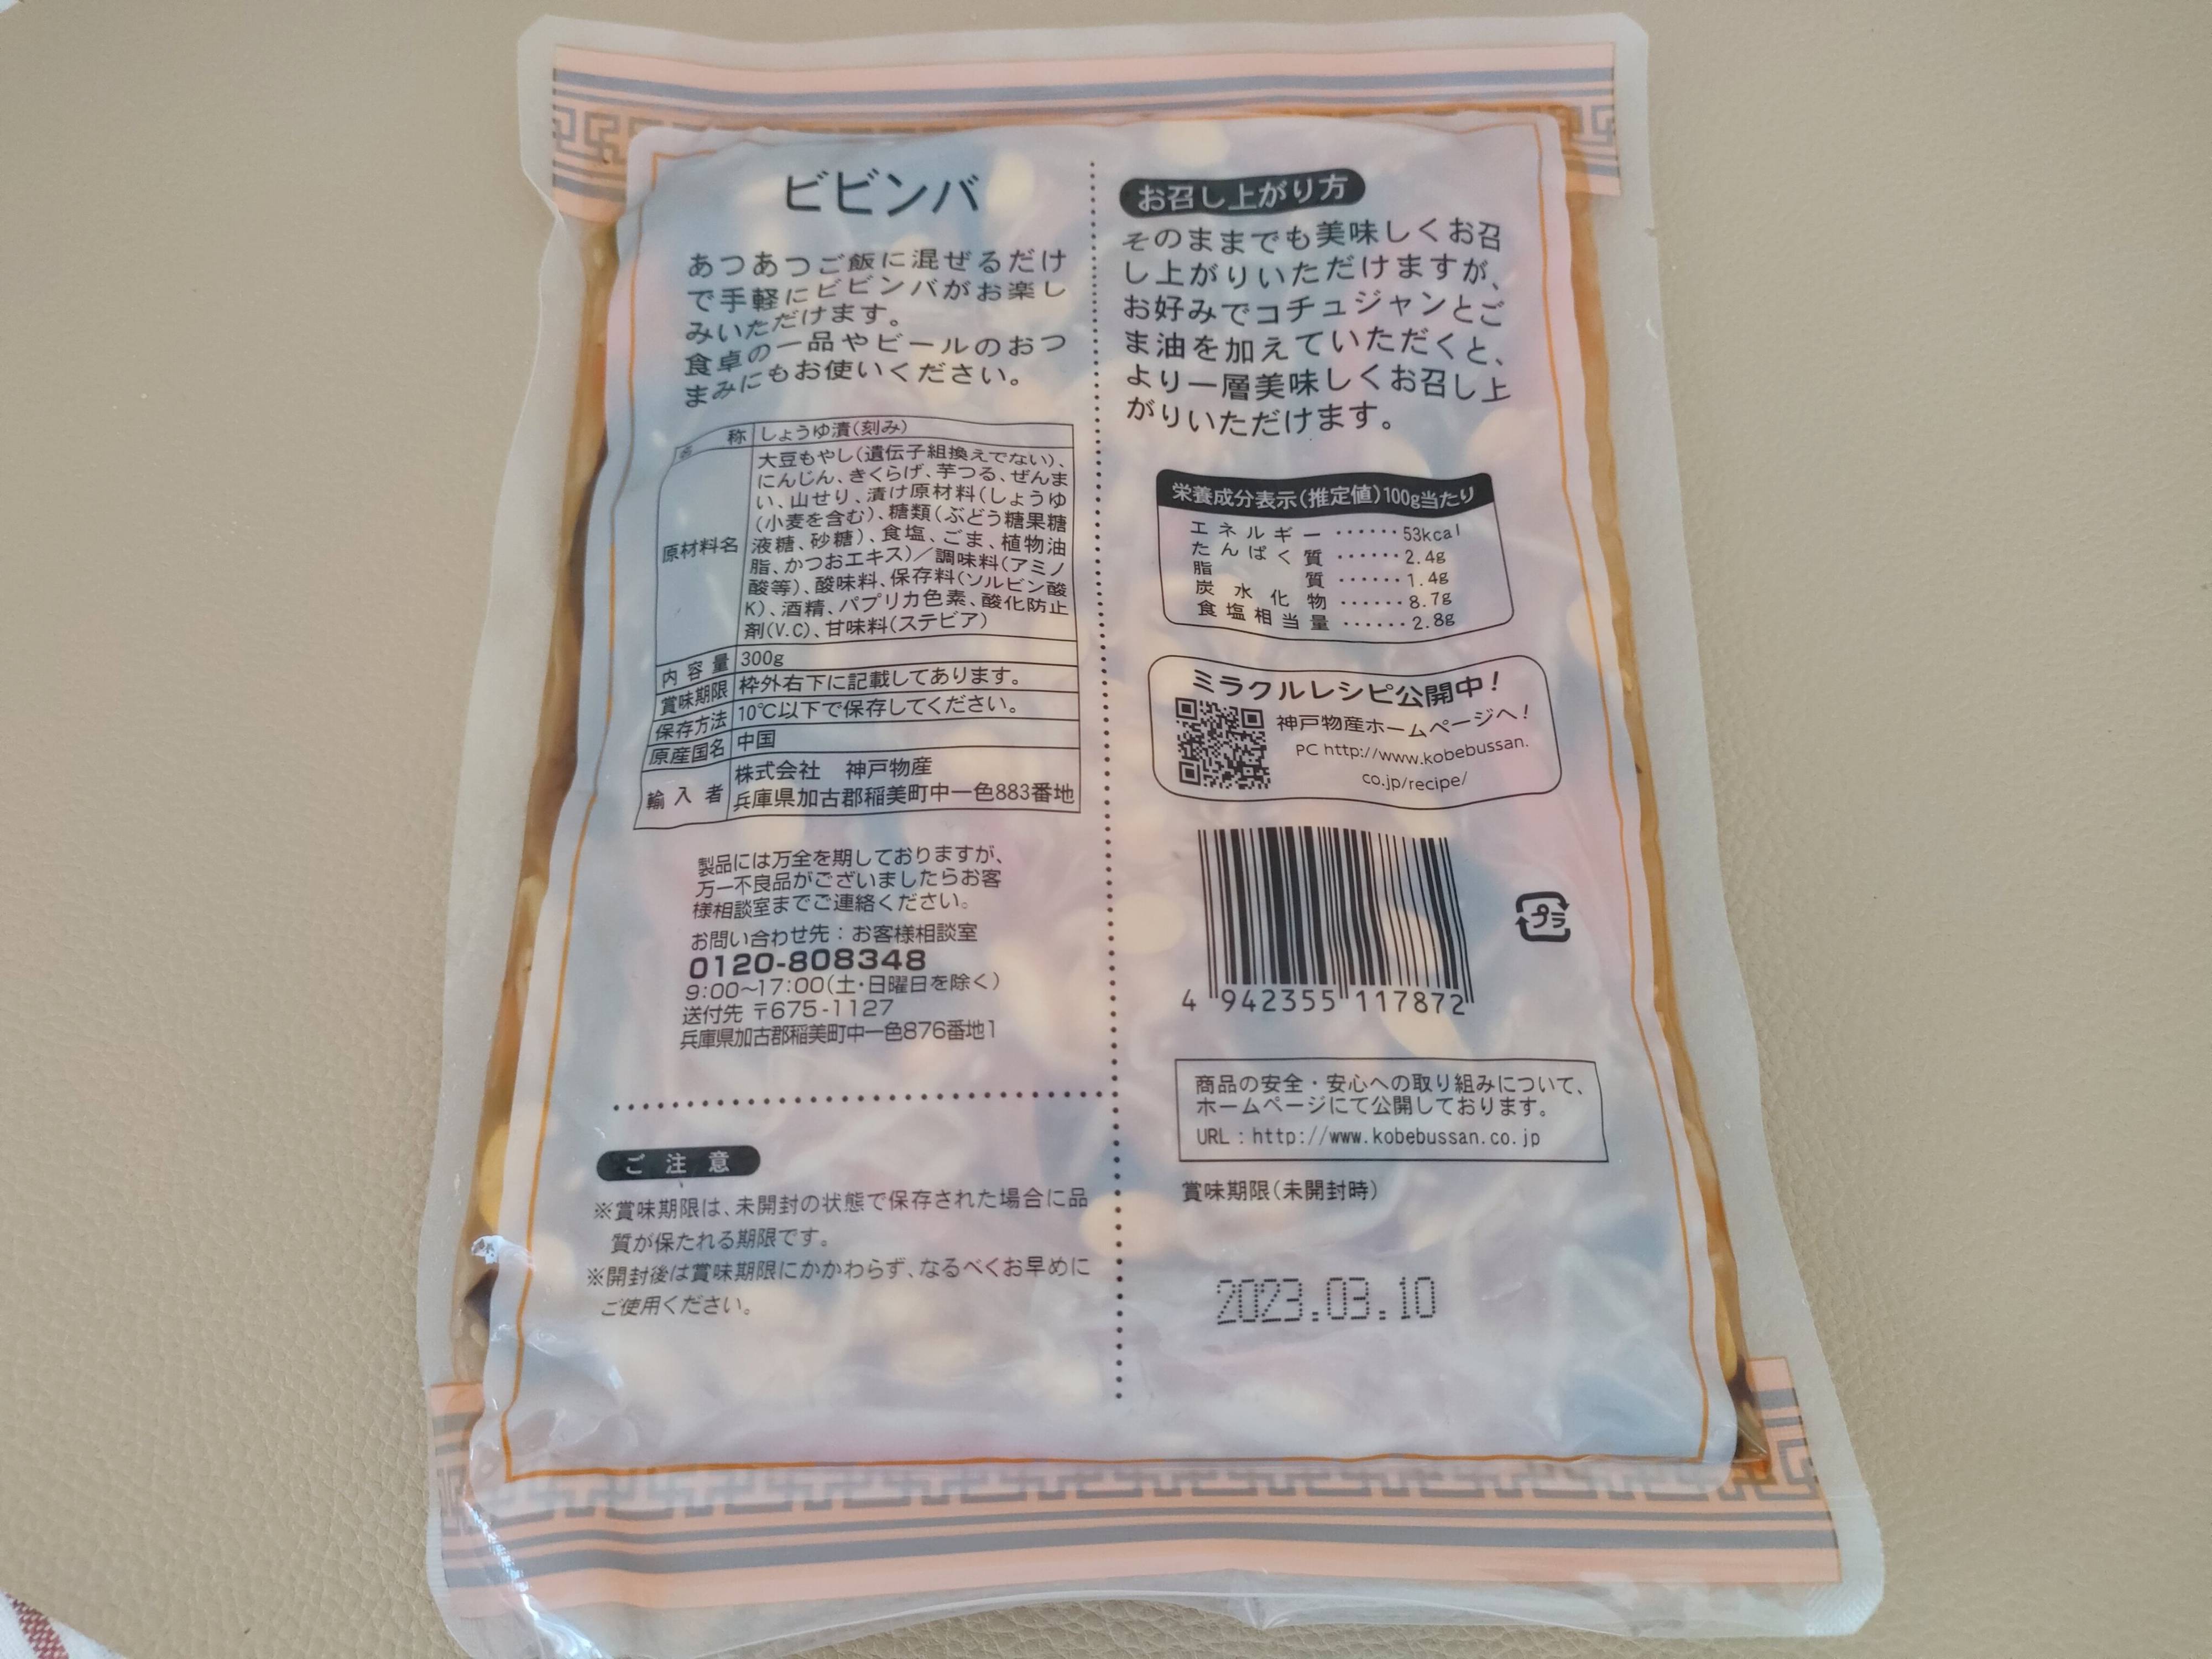 ビビンバ
あつあつご飯に混ぜるだけ
で手軽にビビンバがお楽し
みいただけます。
食卓の一品やビールのおつ
まみにもお使いください。
名称 しょうゆ漬(刻み)
原材料名 大豆もやし(遺伝子組換えでない)、
にんじん、きくらげ、芋つる、ぜんま
い、山せり、漬け原材料(しょうゆ
(小麦を含む)、糖類(ぶどう糖果糖
液糖、砂糖)、食塩、ごま、植物油
脂、かつおエキス)/調味料(アミノ
酸等)、酸味料、保存料(ソルビン酸
K)、酒精、パプリカ色素、酸化防止
剤(V.C)、甘味料(ステビア)
内容量 300g
賞味期限 枠外右下に記載してあります。
保存方法 10℃以下で保存してください。
原産国名 中国
輸入者 株式会社 神戸物産
兵庫県加古郡稲美町中一色883番地
製品には万全を期しておりますが、
万一不良品がございましたらお客
様相談室までご連絡ください。
お問い合わせ先:お客様相談室
0120-808348
9:00~17:00(土・日曜日を除く)
送付先 〒675-1127
兵庫県加古郡稲美町中一色876番地1
ご注意
※賞味期限は、未開封の状態で保存された場合に品
質が保たれる期限です。
※開封後は賞味期限にかかわらず、なるべくお早めに
ご使用ください。
お召し上がり方
そのままでも美味しくお召
し上がりいただけますが、
お好みでコチュジャンとご
ま油を加えていただくと、
より一層美味しくお召し上
がりいただけます。
栄養成分表示(推定値)100g当たり
エネルギー ……53kcal
たんぱく質 ……2.4g
脂質 ……1.4g
炭水化物 ……8.7g
食塩相当量 ……2.8g
ミラクルレシピ公開中!
神戸物産ホームページへ!
PC http://www.kobebussan.
co.jp/recipe/
4 942355 117872
プラ
商品の安全・安心への取り組みについて、
ホームページにて公開しております。
URL:http://www.kobebussan.co.jp
賞味期限(未開封時)
2023.03.10